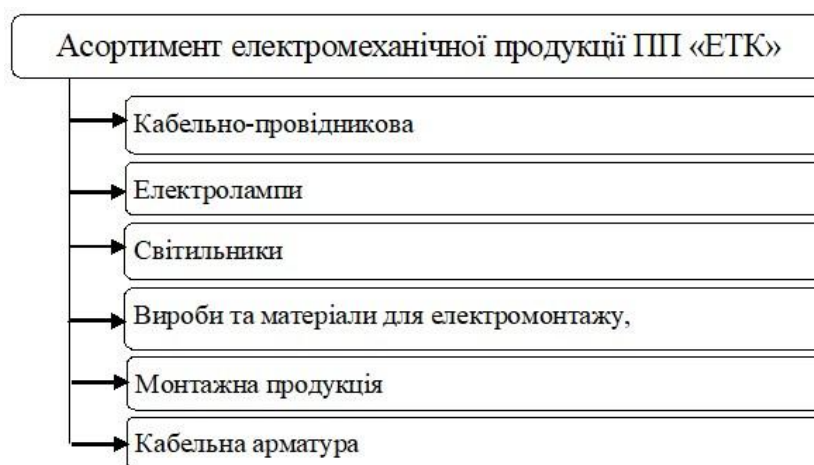 Асортимент електромеханічної продукції ПП «ЕТК»
Кабельно-провідникова
Електролампи
Світильники
Вироби та матеріали для електромонтажу,
Монтажна продукція
Кабельна арматура